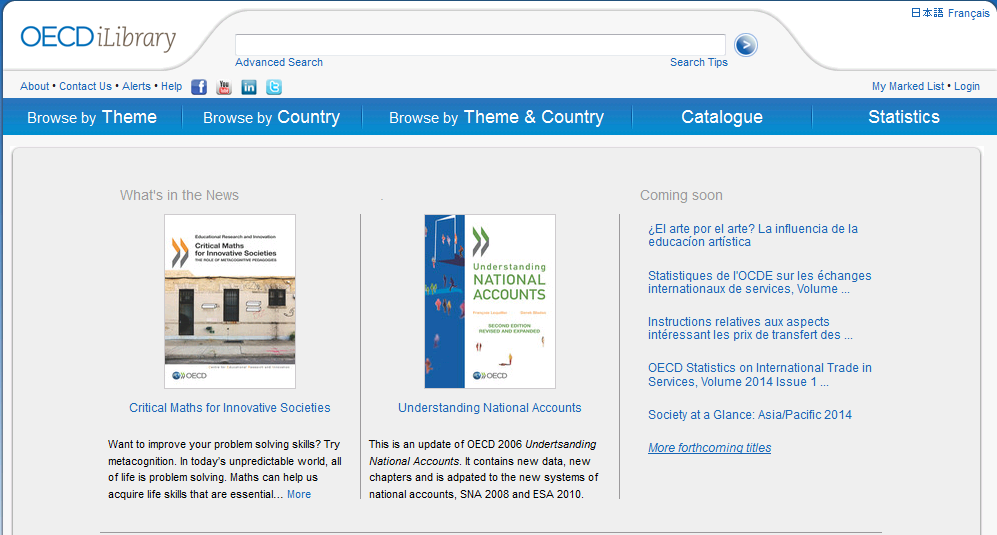 日本語 Français
OECD iLibrary
Advanced Search
Search Tips
About • Contact Us • Alerts • Help
My Marked List • Login
Browse by Theme
Browse by Country
Browse by Theme & Country
Catalogue
Statistics
What's in the News
.
Educational Research and Innovation
Critical Maths
for Innovative Societies
THE ROLE OF METACOGNITIVE PEDAGOGIES
Centre for Educational Research and Innovation
OECD
Critical Maths for Innovative Societies
Want to improve your problem solving skills? Try
metacognition. In today's unpredictable world, all
of life is problem solving. Maths can help us
acquire life skills that are essential… More
Understanding
NATIONAL
ACCOUNTS
SECOND EDITION
REVISED AND EXPANDED
OECD
Understanding National Accounts
This is an update of OECD 2006 Undertsanding
National Accounts. It contains new data, new
chapters and is adpated to the new systems of
national accounts, SNA 2008 and ESA 2010.
Coming soon
¿El arte por el arte? La influencia de la
educacíon artística
Statistiques de l'OCDE sur les échanges
internationaux de services, Volume ...
Instructions relatives aux aspects
intéressant les prix de transfert des ...
OECD Statistics on International Trade in
Services, Volume 2014 Issue 1 ...
Society at a Glance: Asia/Pacific 2014
More forthcoming titles